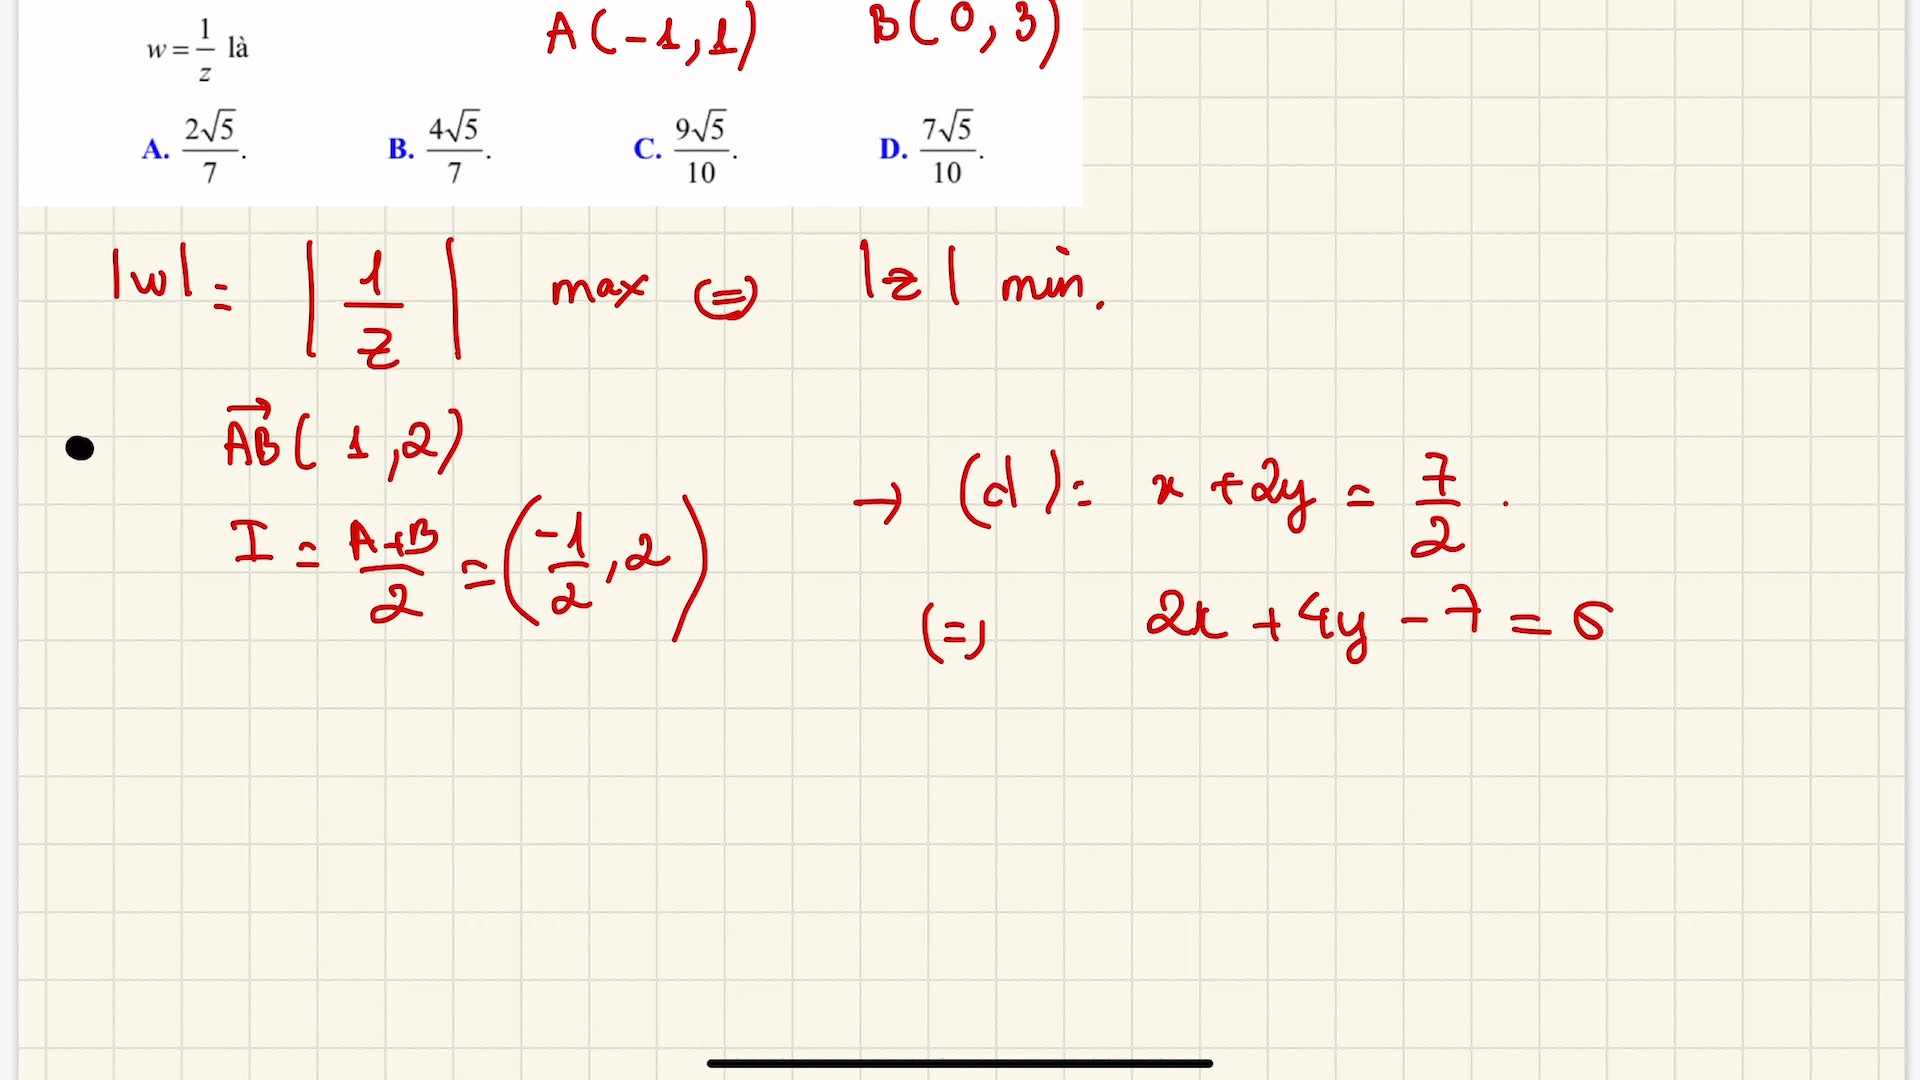 A(-1,1) B(0,3)
w = 1/z là
A. 2√5/7. B. 4√5/7. C. 9√5/10. D. 7√5/10.
|w| = |1/z| max (=) |z| min.
AB→(1,2)
→ (d): x + 2y = 7/2.
I = A+B/2 = (-1/2, 2)
(=) 2x + 4y - 7 = 0